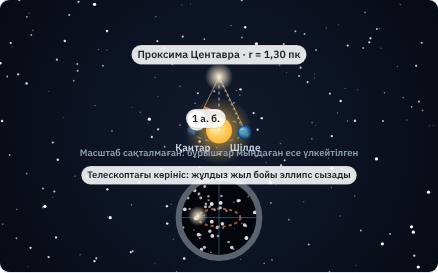 Проксима Центавра · r = 1,30 пк
1 а. б.
Қаңтар Шілде
Масштаб сақталмаған: бұрыштар мыңдаған есе үлкейтілген
Телескоптағы көрініс: жұлдыз жыл бойы эллипс сызады